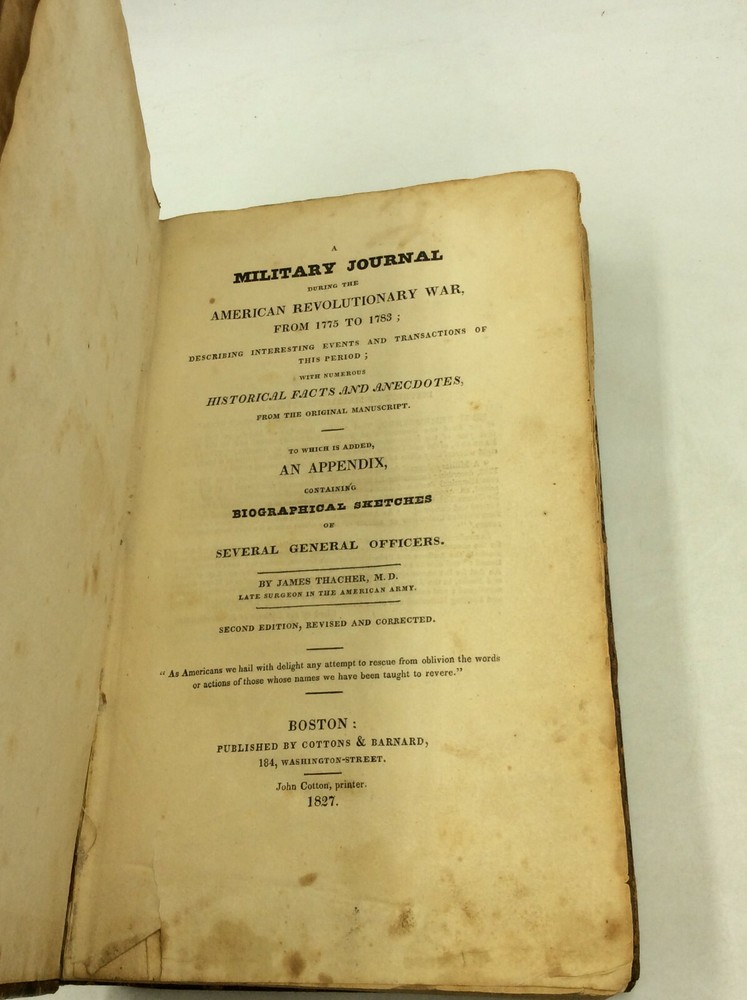 A
MILITARY JOURNAL
DURING THE
AMERICAN REVOLUTIONARY WAR,
FROM 1775 TO 1783 ;
DESCRIBING INTERESTING EVENTS AND TRANSACTIONS OF
THIS PERIOD ;
WITH NUMEROUS
HISTORICAL FACTS AND ANECDOTES,
FROM THE ORIGINAL MANUSCRIPT.
TO WHICH IS ADDED,
AN APPENDIX,
CONTAINING
BIOGRAPHICAL SKETCHES
OF
SEVERAL GENERAL OFFICERS.
BY JAMES THACHER, M. D.
LATE SURGEON IN THE AMERICAN ARMY.
SECOND EDITION, REVISED AND CORRECTED.
"As Americans we hail with delight any attempt to rescue from oblivion the words
or actions of those whose names we have been taught to revere."
BOSTON :
PUBLISHED BY COTTONS & BARNARD,
184, WASHINGTON-STREET.
John Cotton, printer.
1827.